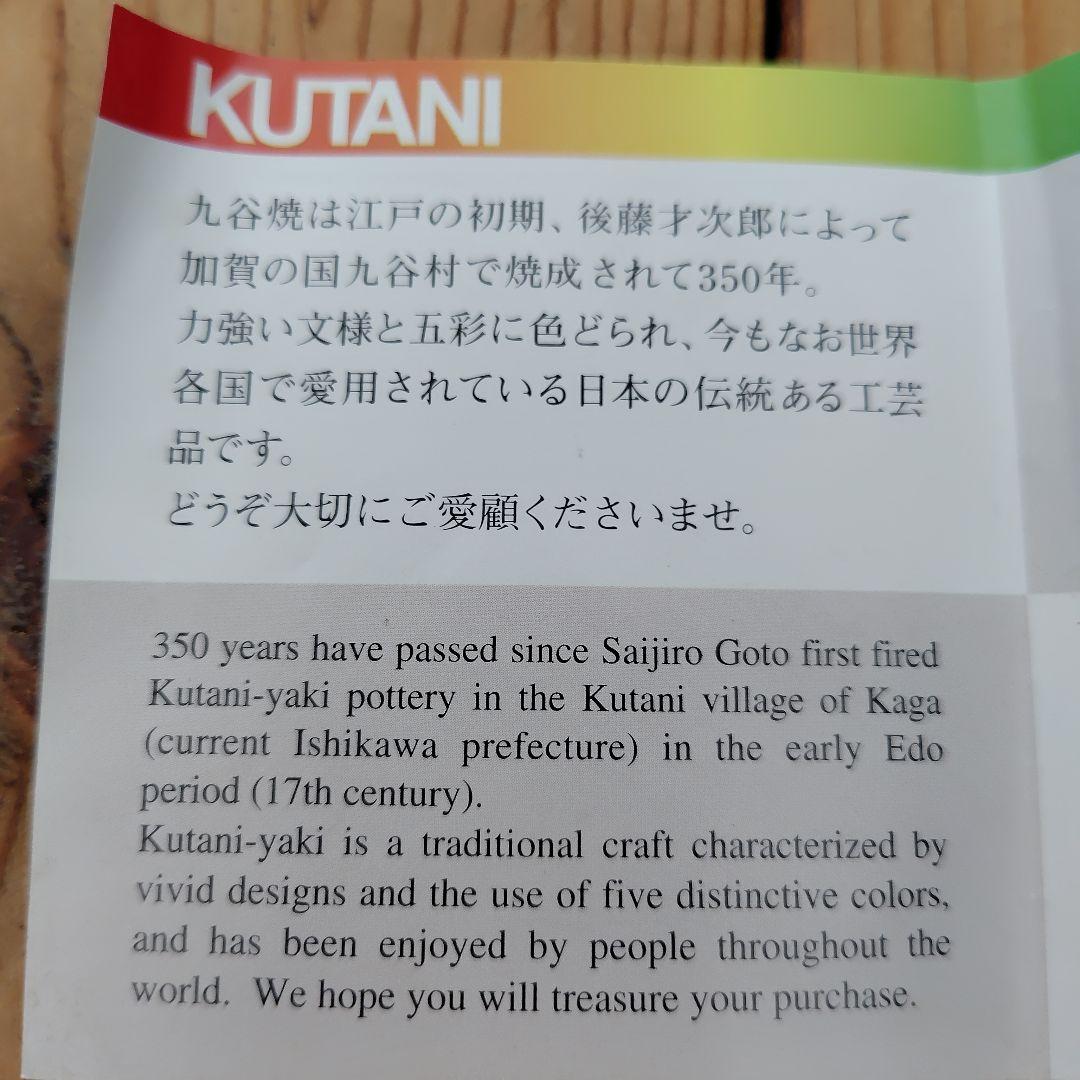 KUTANI
九谷焼は江戸の初期、後藤才次郎によって
加賀の国九谷村で焼成されて350年。
力強い文様と五彩に色どられ、今もなお世界
各国で愛用されている日本の伝統ある工芸
品です。
どうぞ大切にご愛顧くださいませ。
350 years have passed since Saijiro Goto first fired
Kutani-yaki pottery in the Kutani village of Kaga
(current Ishikawa prefecture) in the early Edo
period (17th century).
Kutani-yaki is a traditional craft characterized by
vivid designs and the use of five distinctive colors,
and has been enjoyed by people throughout the
world. We hope you will treasure your purchase.